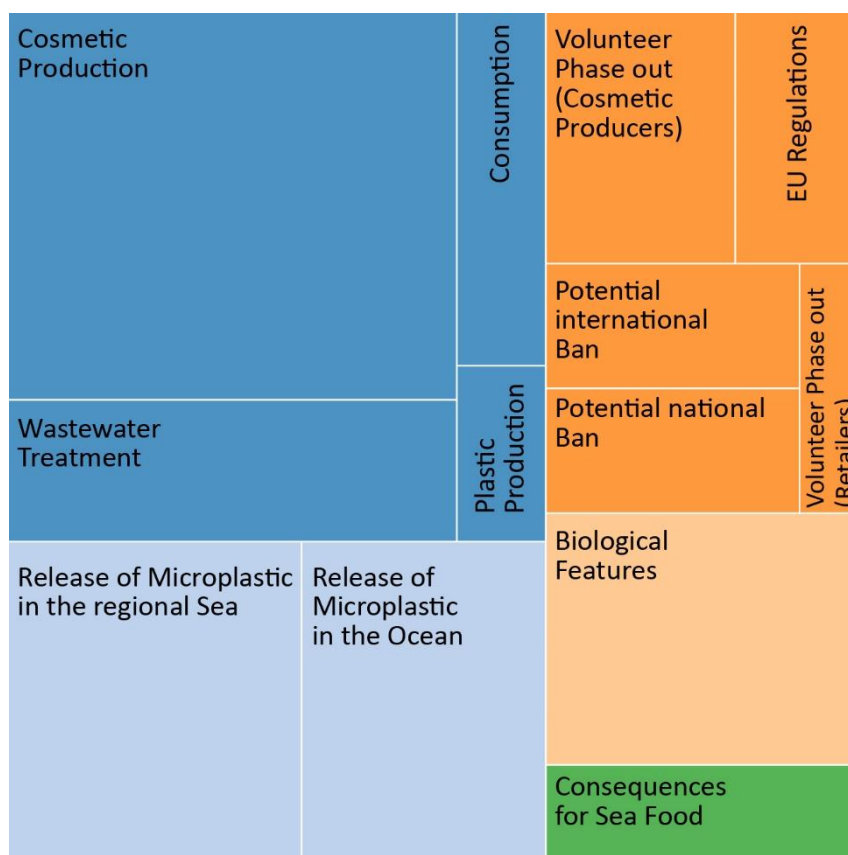 Cosmetic
Production
Consumption
Wastewater
Treatment
Plastic
Production
Release of Microplastic
in the regional Sea
Release of
Microplastic
in the Ocean
Volunteer
Phase out
(Cosmetic
Producers)
EU Regulations
Potential
international
Ban
Potential national
Ban
Volunteer Phase out
(Retailers)
Biological
Features
Consequences
for Sea Food